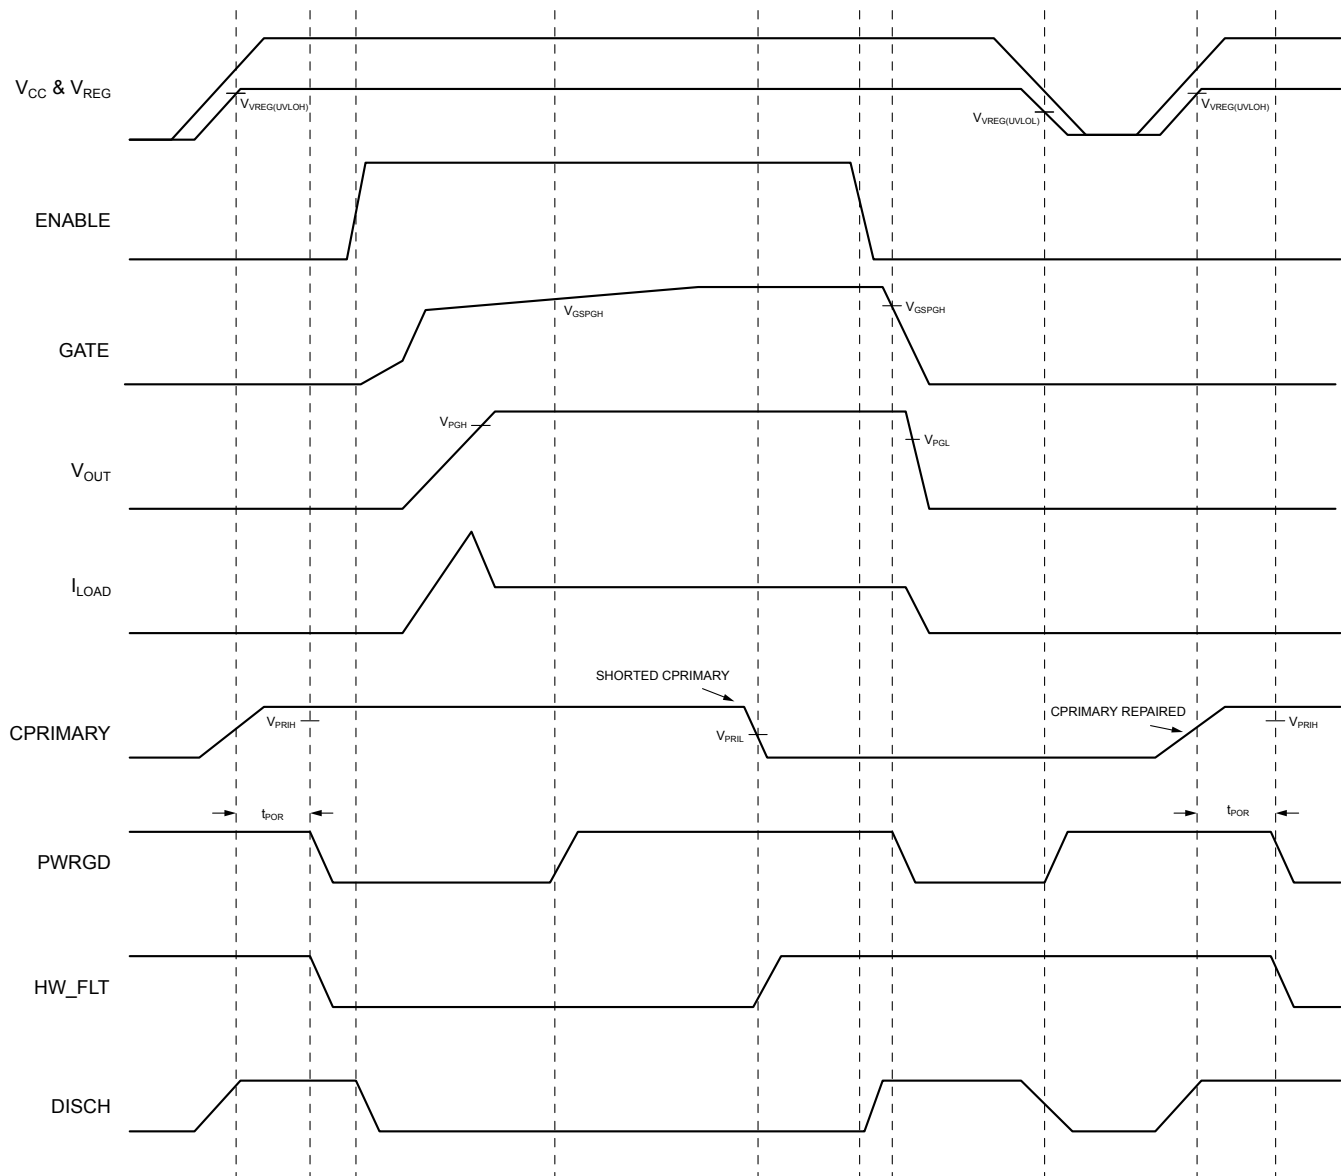 V_CC & V_REG
V_VREG(UVLOH)
V_VREG(UVLOL)
V_VREG(UVLOH)
ENABLE
GATE
V_GSPGH
V_GSPGH
V_OUT
V_PGH
V_PGL
I_LOAD
SHORTED CPRIMARY
CPRIMARY REPAIRED
CPRIMARY
V_PRIH
V_PRIL
V_PRIH
t_POR
t_POR
PWRGD
HW_FLT
DISCH